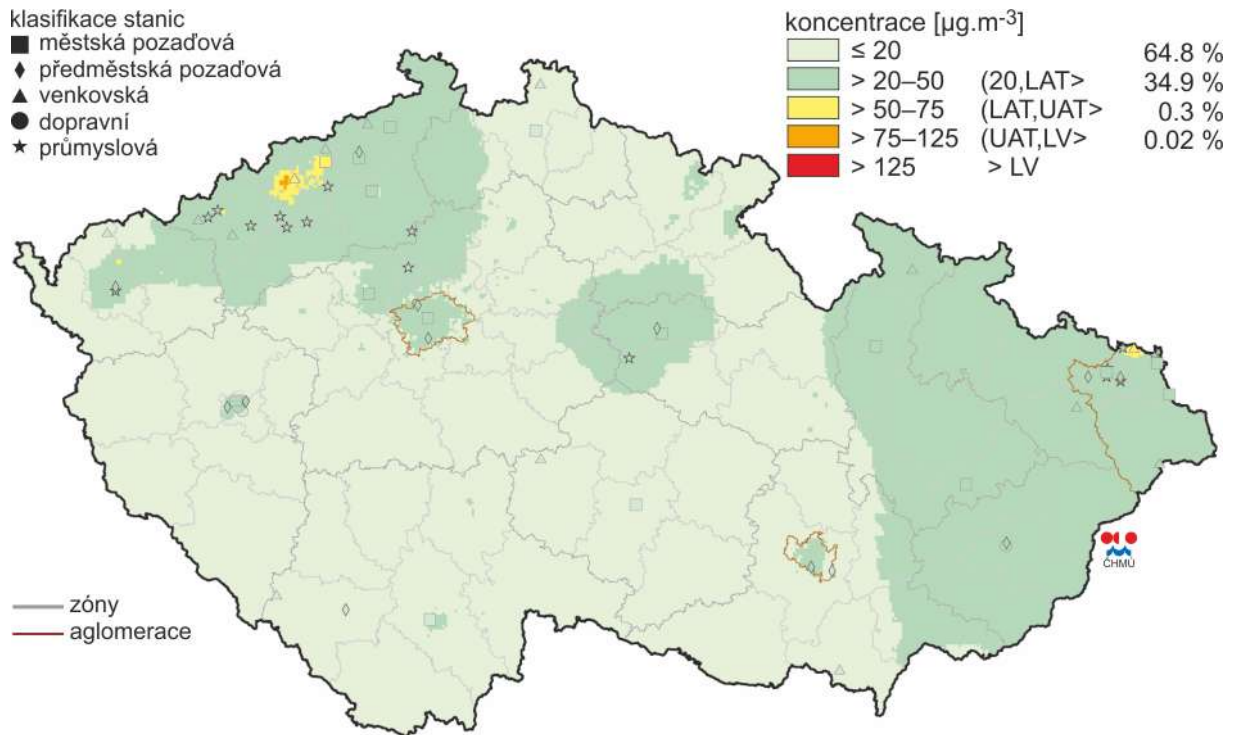 klasifikace stanic
městská pozaďová
předměstská pozaďová
venkovská
dopravní
průmyslová
koncentrace [µg.m-3]
≤ 20 64.8 %
> 20–50 (20,LAT> 34.9 %
> 50–75 (LAT,UAT> 0.3 %
> 75–125 (UAT,LV> 0.02 %
> 125 > LV
ČHMÚ
zóny
aglomerace